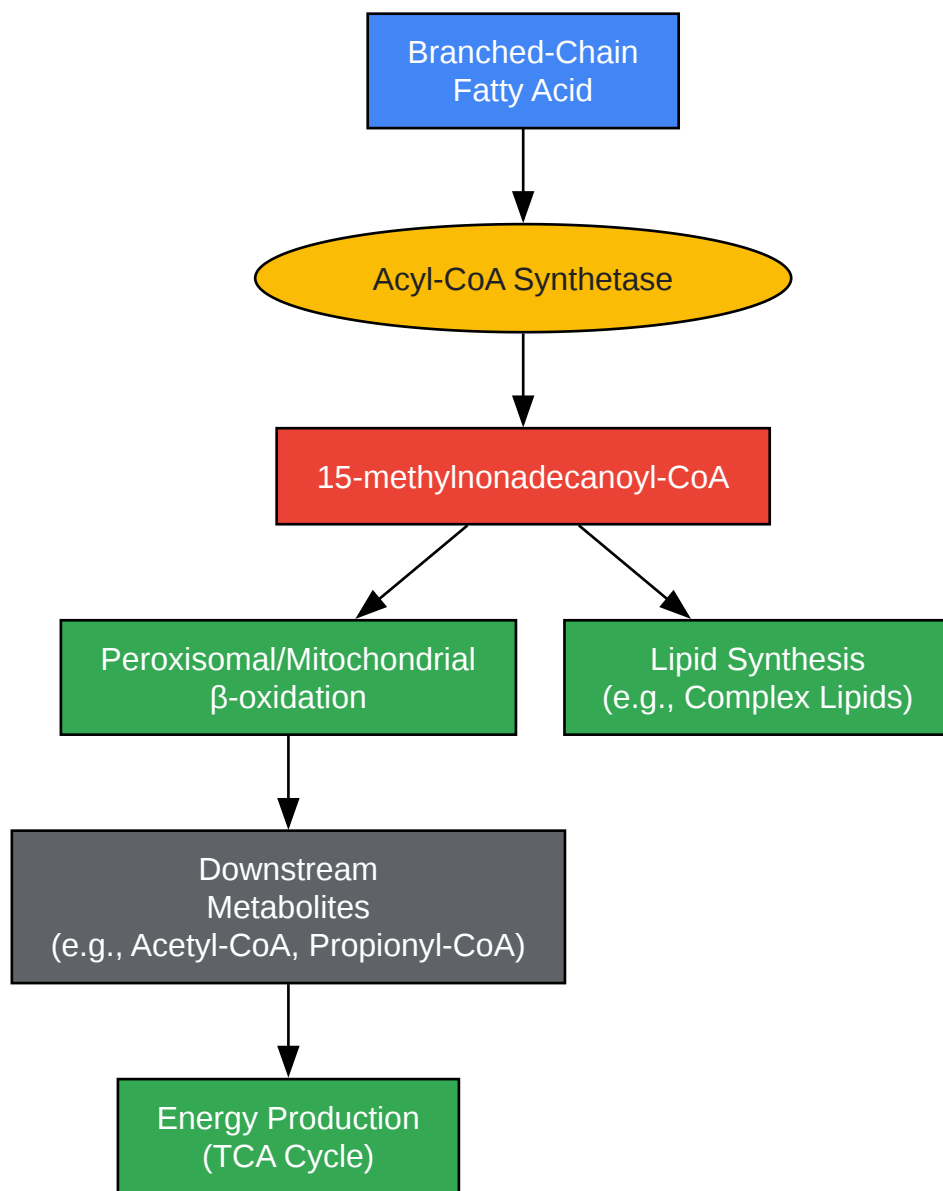 Branched-Chain
Fatty Acid
Acyl-CoA Synthetase
15-methylnonadecanoyl-CoA
Peroxisomal/Mitochondrial
β-oxidation
Lipid Synthesis
(e.g., Complex Lipids)
Downstream
Metabolites
(e.g., Acetyl-CoA, Propionyl-CoA)
Energy Production
(TCA Cycle)